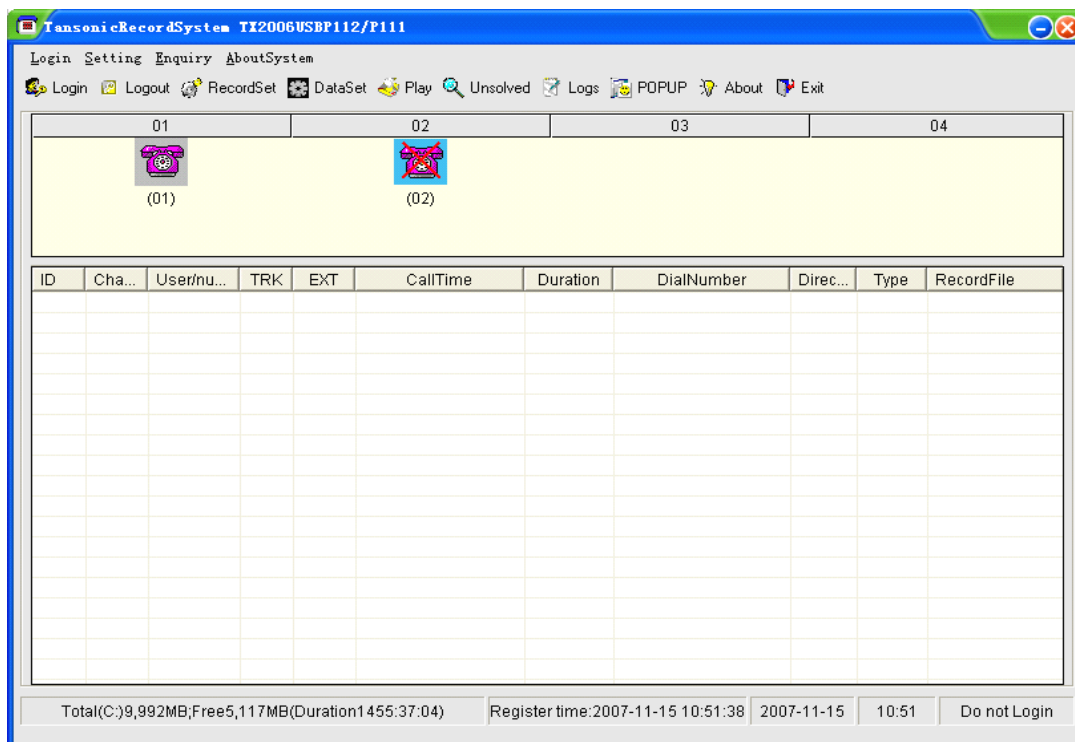 TansonicRecordSystem TX2006USBP112/P111
Login Setting Enquiry AboutSystem
Login Logout RecordSet DataSet Play Unsolved Logs POPUP About Exit
01 02 03 04
(01) (02)
ID Cha... User/nu... TRK EXT CallTime Duration DialNumber Direc... Type RecordFile
Total(C:)9,992MB;Free5,117MB(Duration1455:37:04) Register time:2007-11-15 10:51:38 2007-11-15 10:51 Do not Login